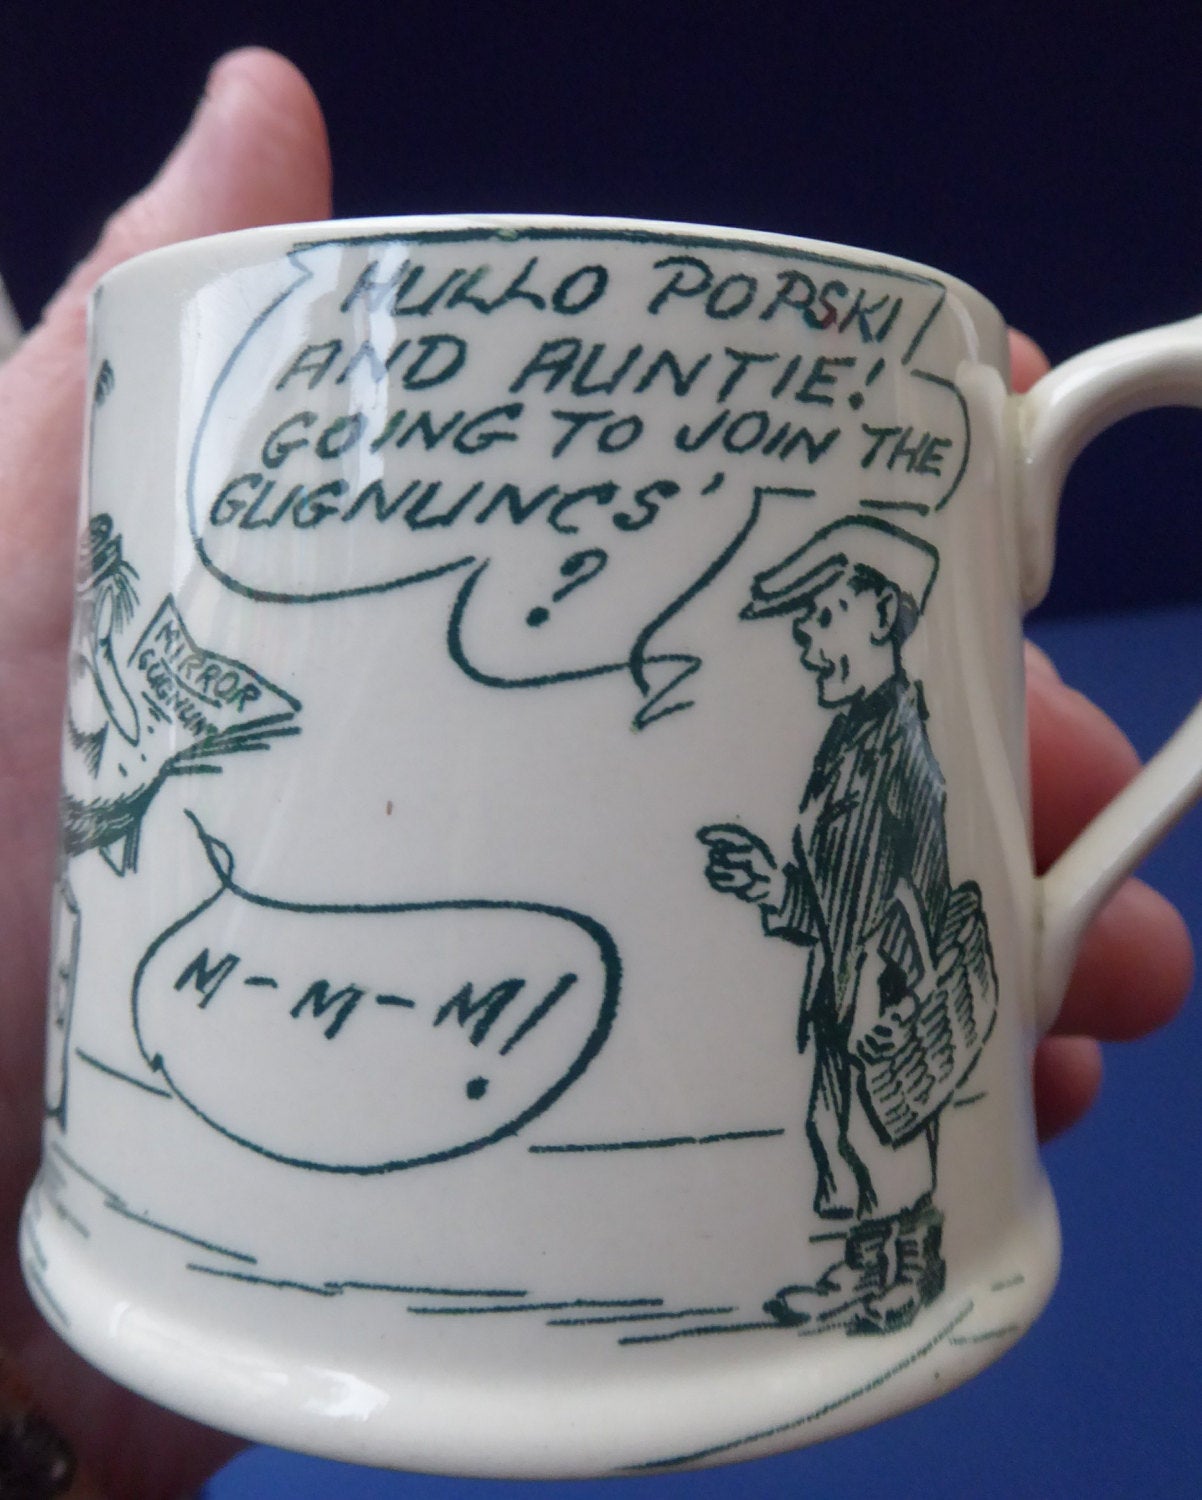 HULLO POPSKI
AND AUNTIE!
GOING TO JOIN THE
GUGNUNCS'
?
MIRROR
GUGNUN
M-M-M!